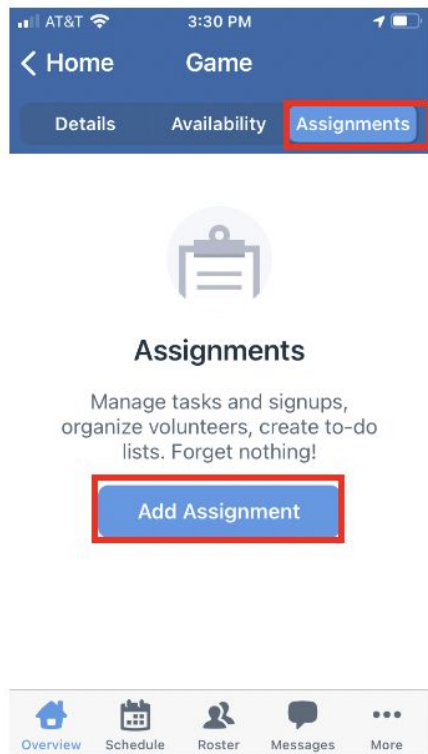 AT&T 3:30 PM
Home Game
Details Availability Assignments
Assignments
Manage tasks and signups,
organize volunteers, create to-do
lists. Forget nothing!
Add Assignment
Overview Schedule Roster Messages More